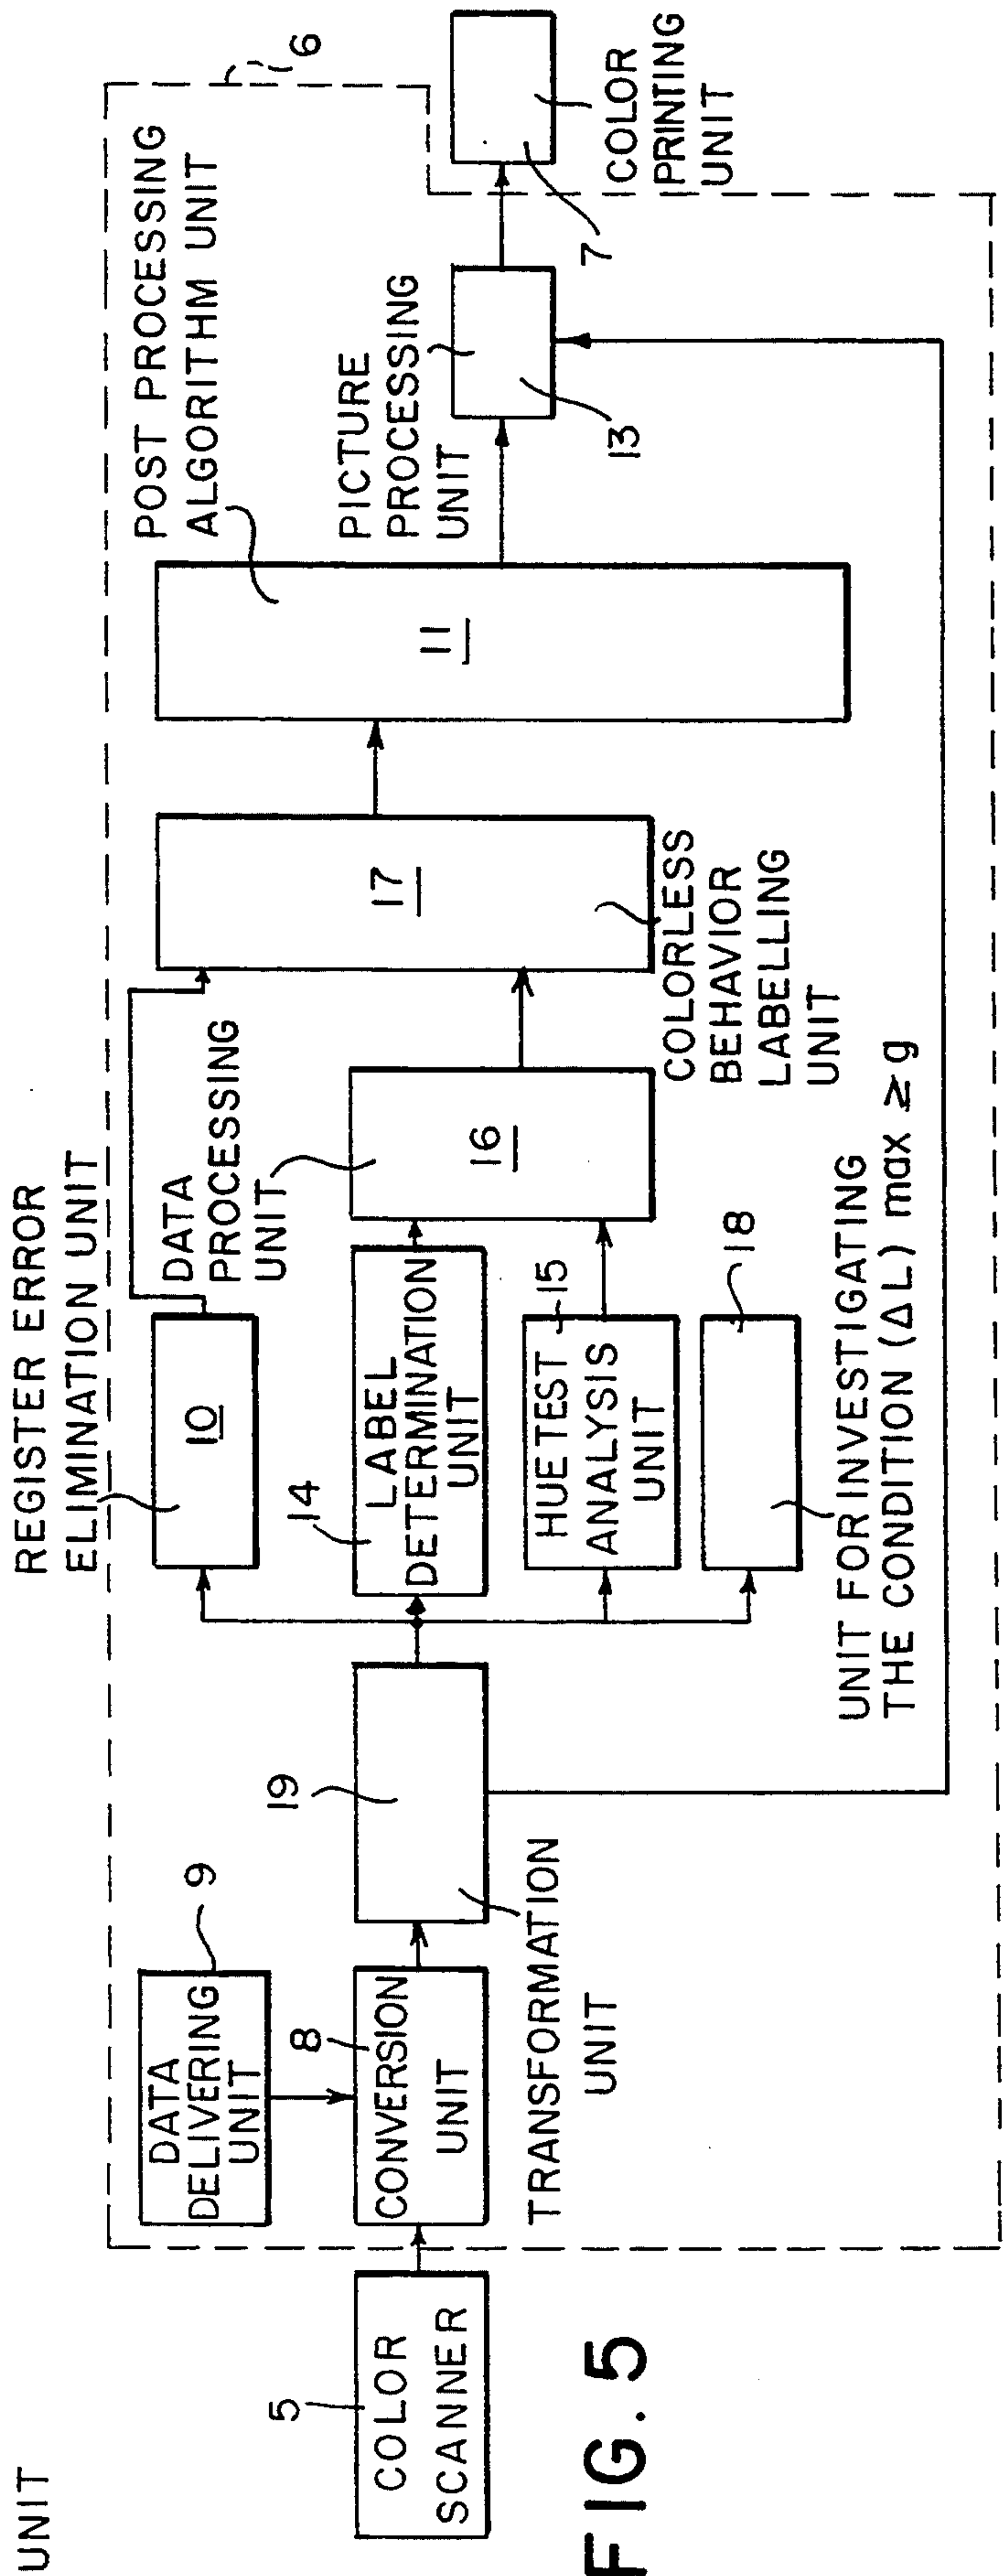 UNIT
REGISTER ERROR
ELIMINATION UNIT
POST PROCESSING
ALGORITHM UNIT
6
DATA
DELIVERING
UNIT
9
10
DATA
PROCESSING
UNIT
PICTURE
PROCESSING
UNIT
5
COLOR
SCANNER
8
CONVERSION
UNIT
19
14
LABEL
DETERMINATION
UNIT
16
17
11
13
7
COLOR
PRINTING
UNIT
TRANSFORMATION
UNIT
HUE TEST
ANALYSIS
UNIT
15
18
COLORLESS
BEHAVIOR
LABELLING
UNIT
UNIT FOR INVESTIGATING
THE CONDITION (ΔL) max ≥ g
FIG. 5